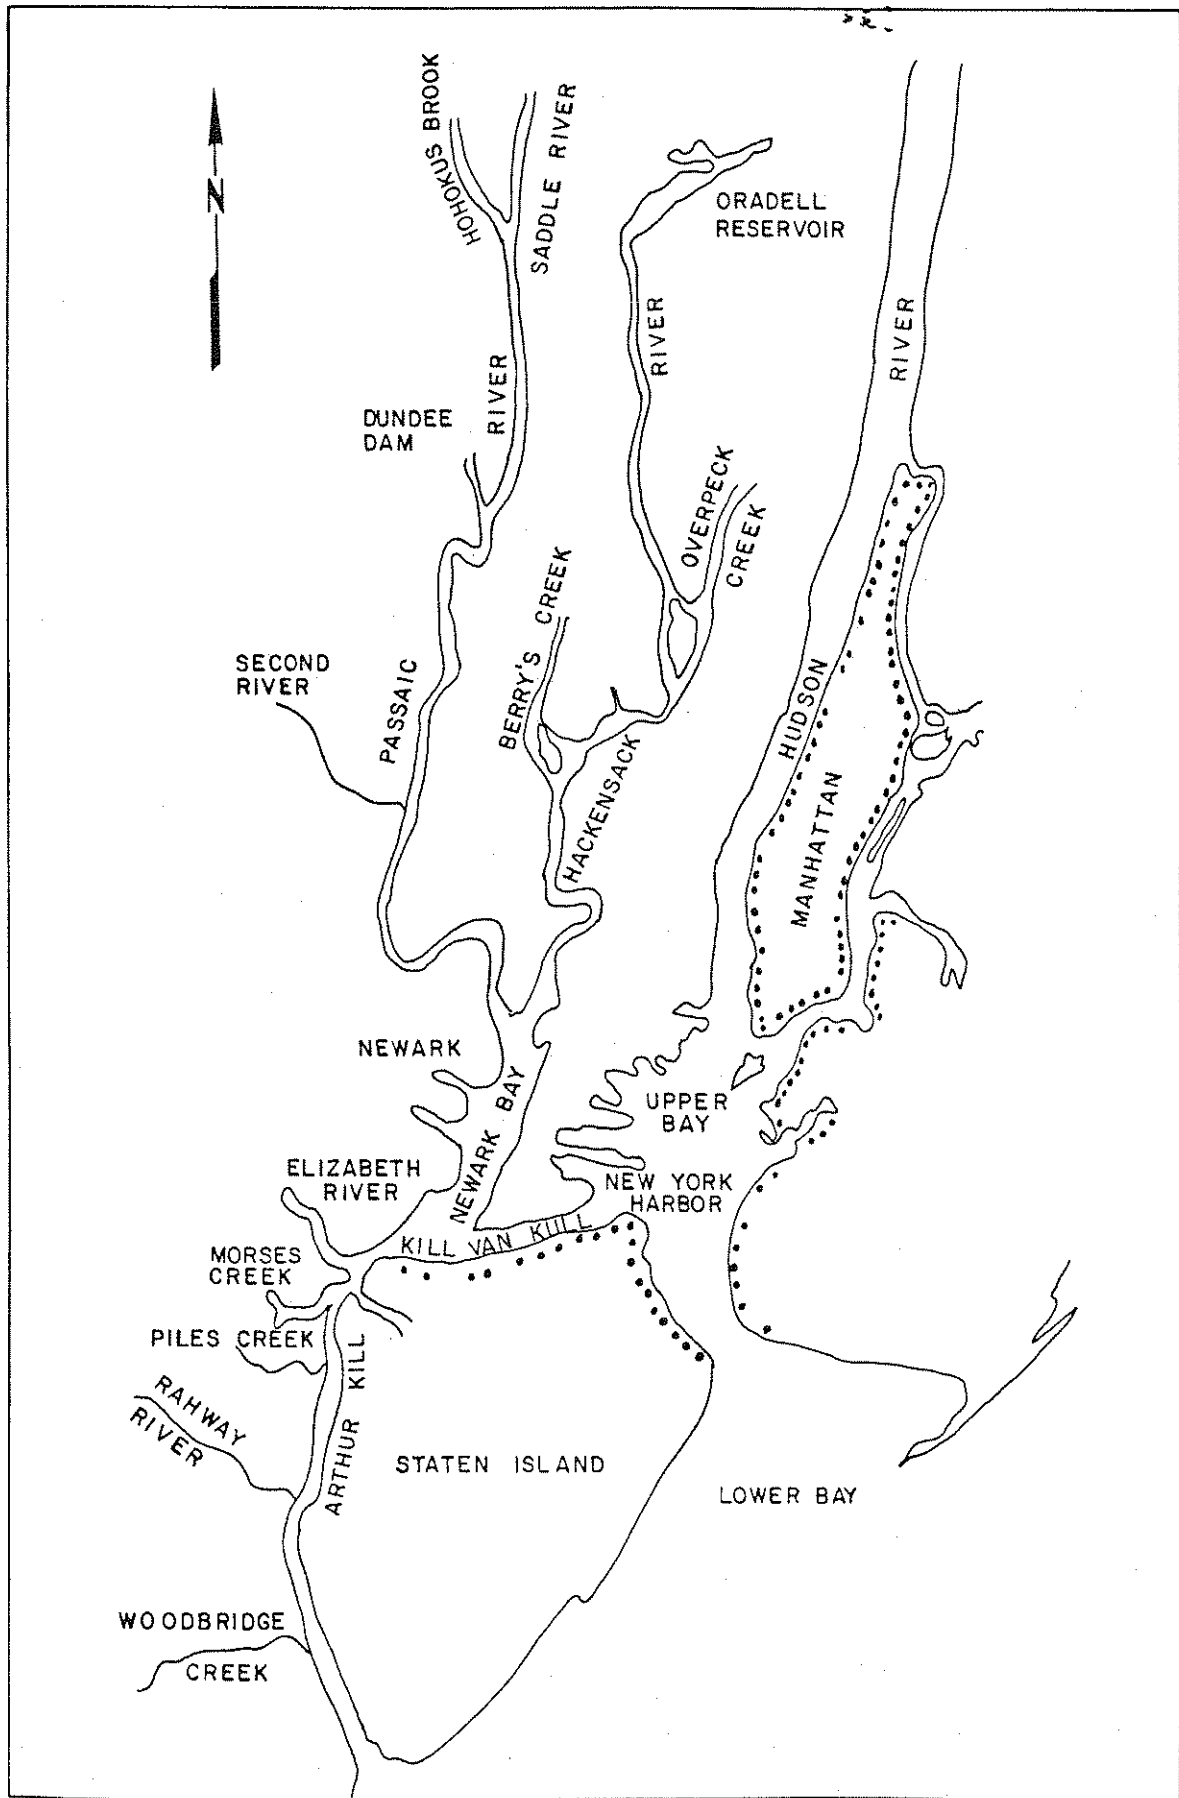 N
HOHOKUS BROOK
SADDLE RIVER
ORADELL
RESERVOIR
RIVER
RIVER
RIVER
DUNDEE
DAM
OVERPECK
CREEK
BERRY'S CREEK
SECOND
RIVER
PASSAIC
HUDSON
HACKENSACK
MANHATTAN
NEWARK
NEWARK BAY
UPPER
BAY
ELIZABETH
RIVER
NEW YORK
HARBOR
KILL VAN KULL
MORSES
CREEK
PILES CREEK
RAHWAY
RIVER
ARTHUR KILL
STATEN ISLAND
LOWER BAY
WOODBRIDGE
CREEK